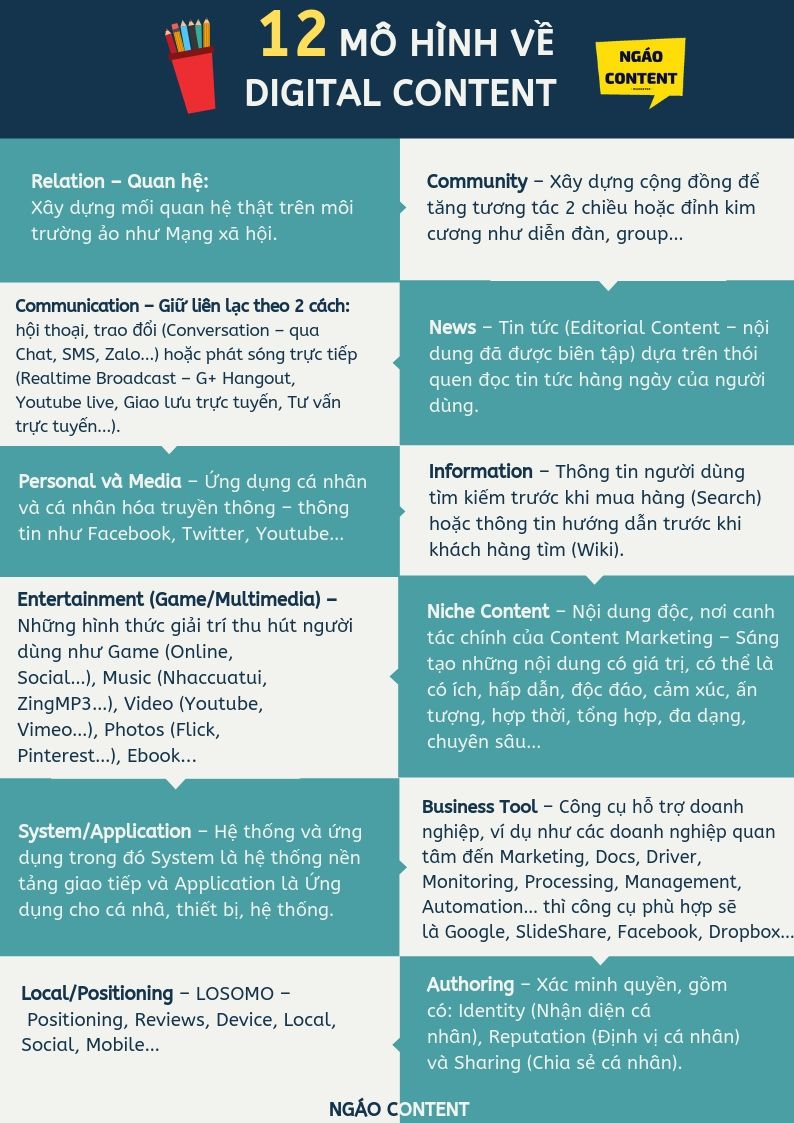 12 MÔ HÌNH VỀ
DIGITAL CONTENT
NGÁO
CONTENT
Relation – Quan hệ:
Xây dựng mối quan hệ thật trên môi
trường ảo như Mạng xã hội.
Community – Xây dựng cộng đồng để
tăng tương tác 2 chiều hoặc đỉnh kim
cương như diễn đàn, group...
Communication – Giữ liên lạc theo 2 cách:
hội thoại, trao đổi (Conversation – qua
Chat, SMS, Zalo...) hoặc phát sóng trực tiếp
(Realtime Broadcast – G+ Hangout,
Youtube live, Giao lưu trực tuyến, Tư vấn
trực tuyến...).
News – Tin tức (Editorial Content – nội
dung đã được biên tập) dựa trên thói
quen đọc tin tức hàng ngày của người
dùng.
Personal và Media – Ứng dụng cá nhân
và cá nhân hóa truyền thông – thông
tin như Facebook, Twitter, Youtube...
Information – Thông tin người dùng
tìm kiếm trước khi mua hàng (Search)
hoặc thông tin hướng dẫn trước khi
khách hàng tìm (Wiki).
Entertainment (Game/Multimedia) –
Những hình thức giải trí thu hút người
dùng như Game (Online,
Social...), Music (Nhaccuatui,
ZingMP3...), Video (Youtube,
Vimeo...), Photos (Flick,
Pinterest...), Ebook...
Niche Content – Nội dung độc, nơi canh
tác chính của Content Marketing – Sáng
tạo những nội dung có giá trị, có thể là
có ích, hấp dẫn, độc đáo, cảm xúc, ấn
tượng, hợp thời, tổng hợp, đa dạng,
chuyên sâu...
System/Application – Hệ thống và ứng
dụng trong đó System là hệ thống nền
tảng giao tiếp và Application là Ứng
dụng cho cá nhâ, thiết bị, hệ thống.
Business Tool – Công cụ hỗ trợ doanh
nghiệp, ví dụ như các doanh nghiệp quan
tâm đến Marketing, Docs, Driver,
Monitoring, Processing, Management,
Automation... thì công cụ phù hợp sẽ
là Google, SlideShare, Facebook, Dropbox...
Local/Positioning – LOSOMO –
Positioning, Reviews, Device, Local,
Social, Mobile...
Authoring – Xác minh quyền, gồm
có: Identity (Nhận diện cá
nhân), Reputation (Định vị cá nhân)
và Sharing (Chia sẻ cá nhân).
NGÁO CONTENT